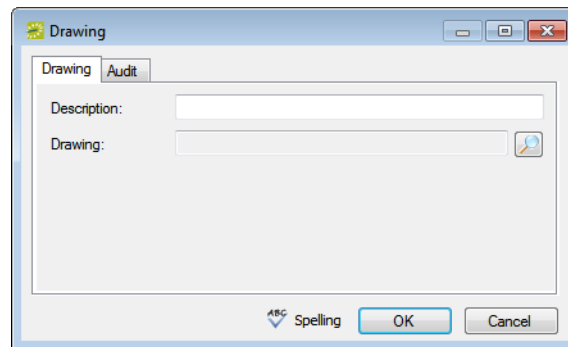 Drawing
Drawing Audit
Description:
Drawing:
ABC Spelling OK Cancel